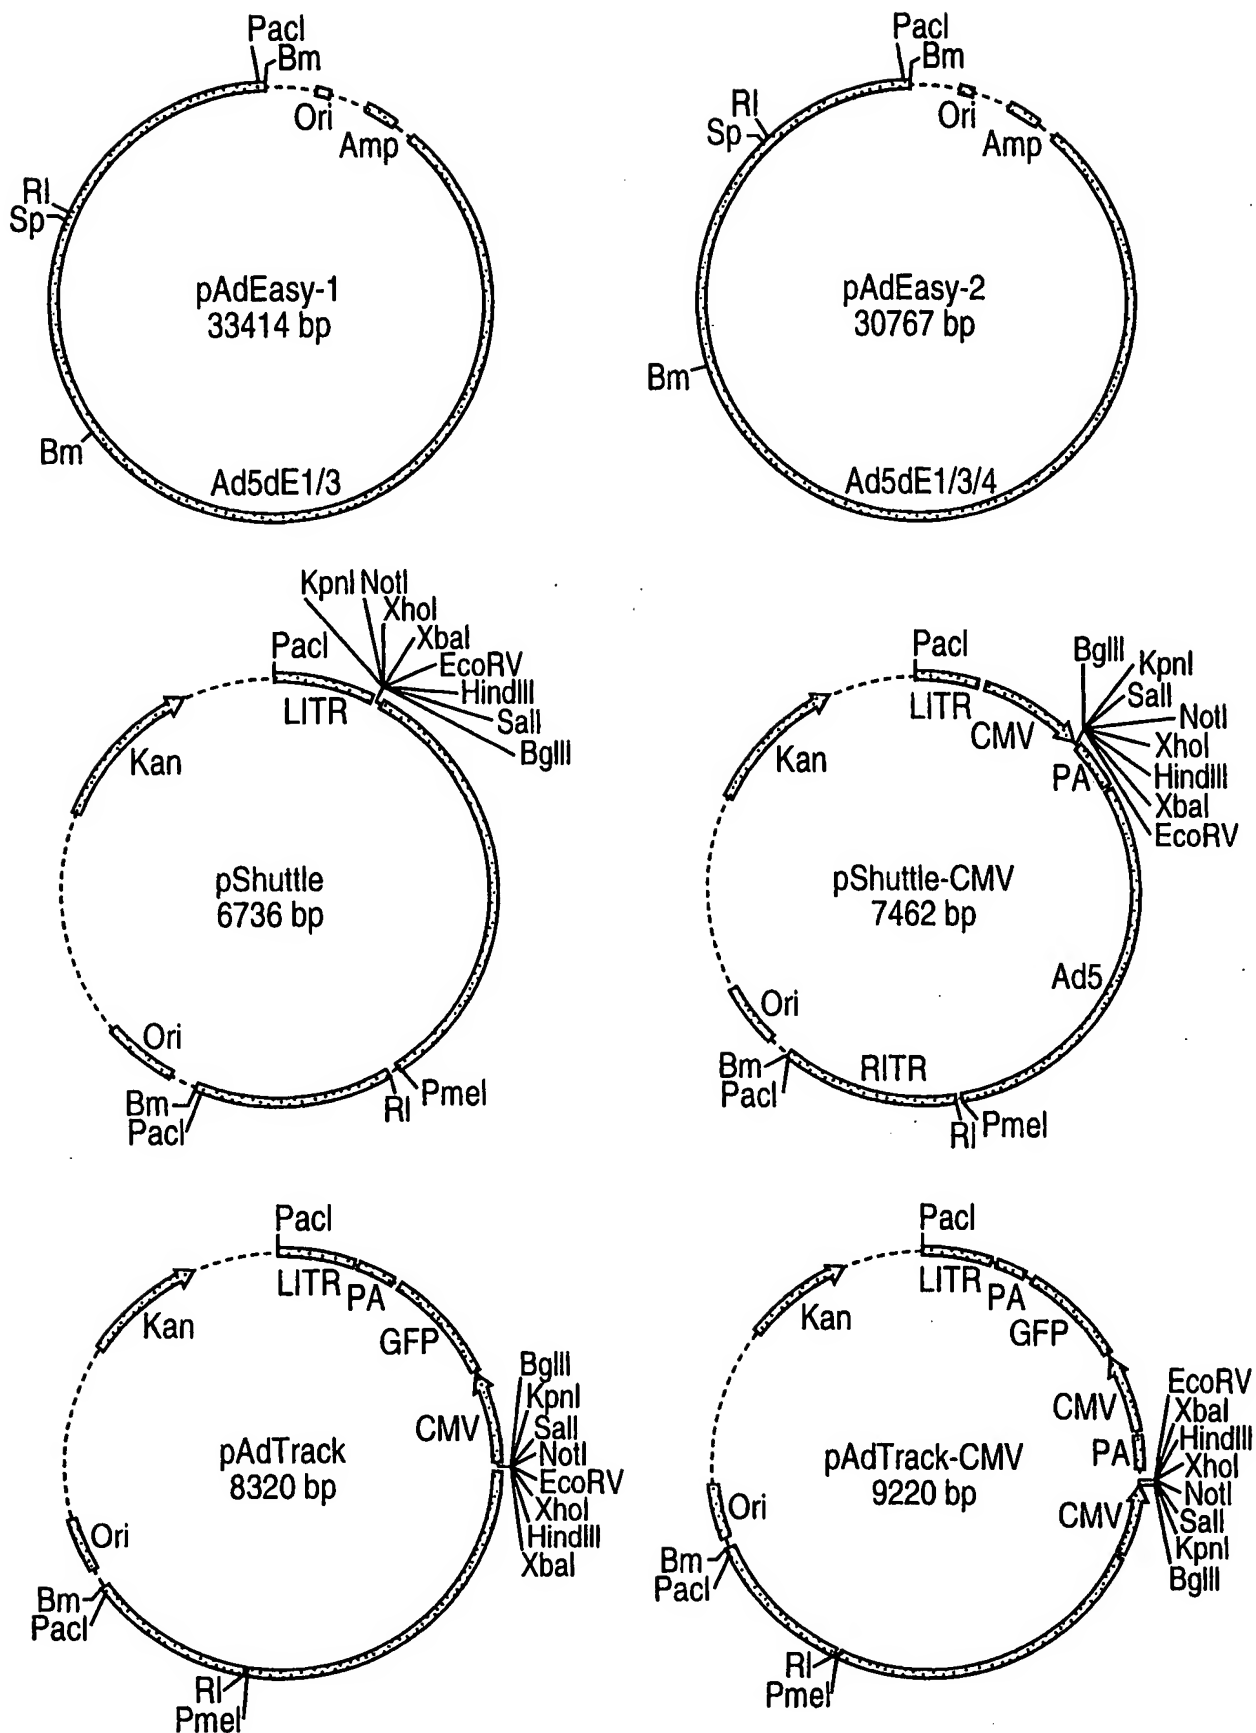 PacI
Bm
Ori
Amp
RI
Sp
pAdEasy-1
33414 bp
Bm
Ad5dE1/3
PacI
Bm
Ori
Amp
RI
Sp
pAdEasy-2
30767 bp
Bm
Ad5dE1/3/4
KpnI NotI
XhoI
XbaI
EcoRV
HindIII
SalI
BglII
PacI
LITR
Kan
pShuttle
6736 bp
Ori
Bm
PacI
RI
PmeI
PacI
LITR
CMV
PA
BglII
KpnI
SalI
NotI
XhoI
HindIII
XbaI
EcoRV
Kan
pShuttle-CMV
7462 bp
Ad5
Ori
Bm
PacI
RITR
RI
PmeI
PacI
LITR
PA
GFP
Kan
CMV
BglII
KpnI
SalI
NotI
EcoRV
XhoI
HindIII
XbaI
pAdTrack
8320 bp
Ori
Bm
PacI
RI
PmeI
PacI
LITR
PA
GFP
Kan
CMV
PA
CMV
EcoRV
XbaI
HindIII
XhoI
NotI
SalI
KpnI
BglII
pAdTrack-CMV
9220 bp
Ori
Bm
PacI
RI
PmeI